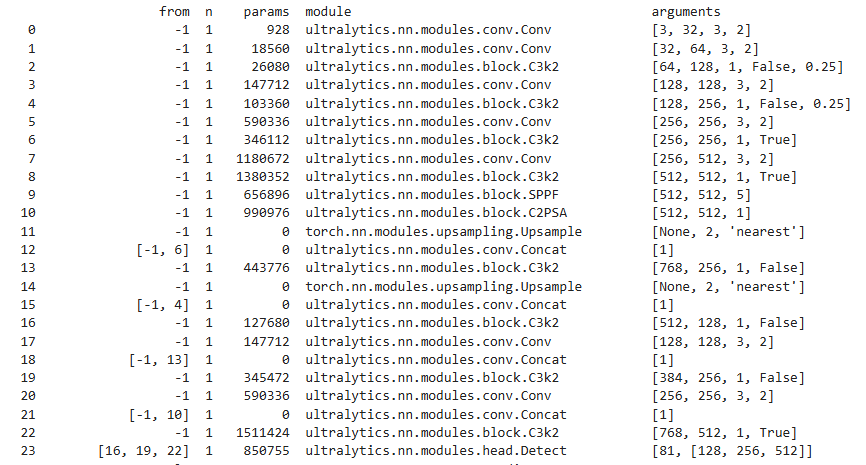 from n params module arguments
0 -1 1 928 ultralytics.nn.modules.conv.Conv [3, 32, 3, 2]
1 -1 1 18560 ultralytics.nn.modules.conv.Conv [32, 64, 3, 2]
2 -1 1 26080 ultralytics.nn.modules.block.C3k2 [64, 128, 1, False, 0.25]
3 -1 1 147712 ultralytics.nn.modules.conv.Conv [128, 128, 3, 2]
4 -1 1 103360 ultralytics.nn.modules.block.C3k2 [128, 256, 1, False, 0.25]
5 -1 1 590336 ultralytics.nn.modules.conv.Conv [256, 256, 3, 2]
6 -1 1 346112 ultralytics.nn.modules.block.C3k2 [256, 256, 1, True]
7 -1 1 1180672 ultralytics.nn.modules.conv.Conv [256, 512, 3, 2]
8 -1 1 1380352 ultralytics.nn.modules.block.C3k2 [512, 512, 1, True]
9 -1 1 656896 ultralytics.nn.modules.block.SPPF [512, 512, 5]
10 -1 1 990976 ultralytics.nn.modules.block.C2PSA [512, 512, 1]
11 -1 1 0 torch.nn.modules.upsampling.Upsample [None, 2, 'nearest']
12 [-1, 6] 1 0 ultralytics.nn.modules.conv.Concat [1]
13 -1 1 443776 ultralytics.nn.modules.block.C3k2 [768, 256, 1, False]
14 -1 1 0 torch.nn.modules.upsampling.Upsample [None, 2, 'nearest']
15 [-1, 4] 1 0 ultralytics.nn.modules.conv.Concat [1]
16 -1 1 127680 ultralytics.nn.modules.block.C3k2 [512, 128, 1, False]
17 -1 1 147712 ultralytics.nn.modules.conv.Conv [128, 128, 3, 2]
18 [-1, 13] 1 0 ultralytics.nn.modules.conv.Concat [1]
19 -1 1 345472 ultralytics.nn.modules.block.C3k2 [384, 256, 1, False]
20 -1 1 590336 ultralytics.nn.modules.conv.Conv [256, 256, 3, 2]
21 [-1, 10] 1 0 ultralytics.nn.modules.conv.Concat [1]
22 -1 1 1511424 ultralytics.nn.modules.block.C3k2 [768, 512, 1, True]
23 [16, 19, 22] 1 850755 ultralytics.nn.modules.head.Detect [81, [128, 256, 512]]